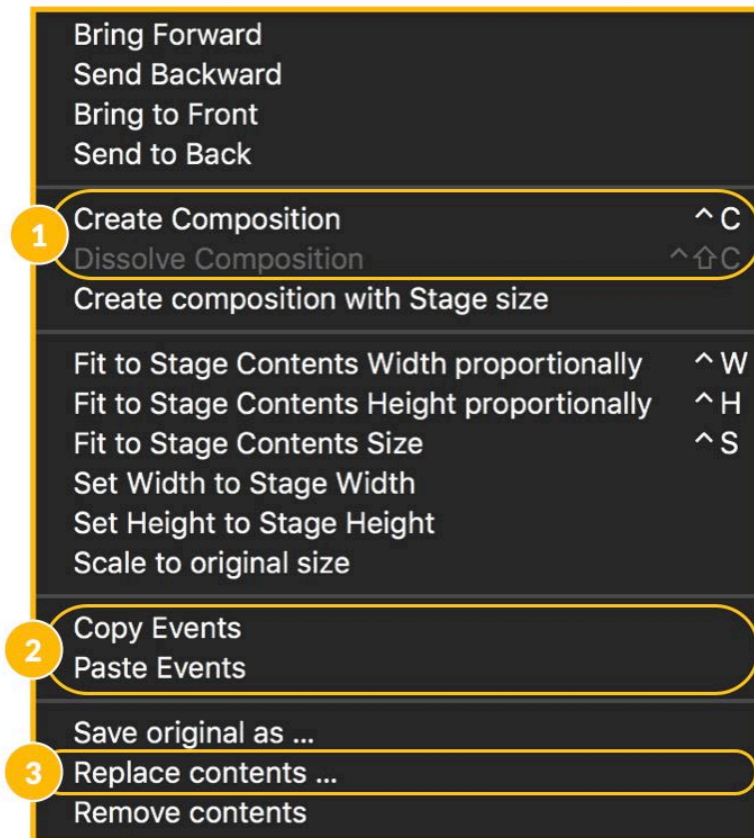 Bring Forward
Send Backward
Bring to Front
Send to Back
1
Create Composition ^ C
Dissolve Composition ^⇧C
Create composition with Stage size
Fit to Stage Contents Width proportionally ^ W
Fit to Stage Contents Height proportionally ^ H
Fit to Stage Contents Size ^ S
Set Width to Stage Width
Set Height to Stage Height
Scale to original size
2
Copy Events
Paste Events
Save original as ...
3 Replace contents ...
Remove contents